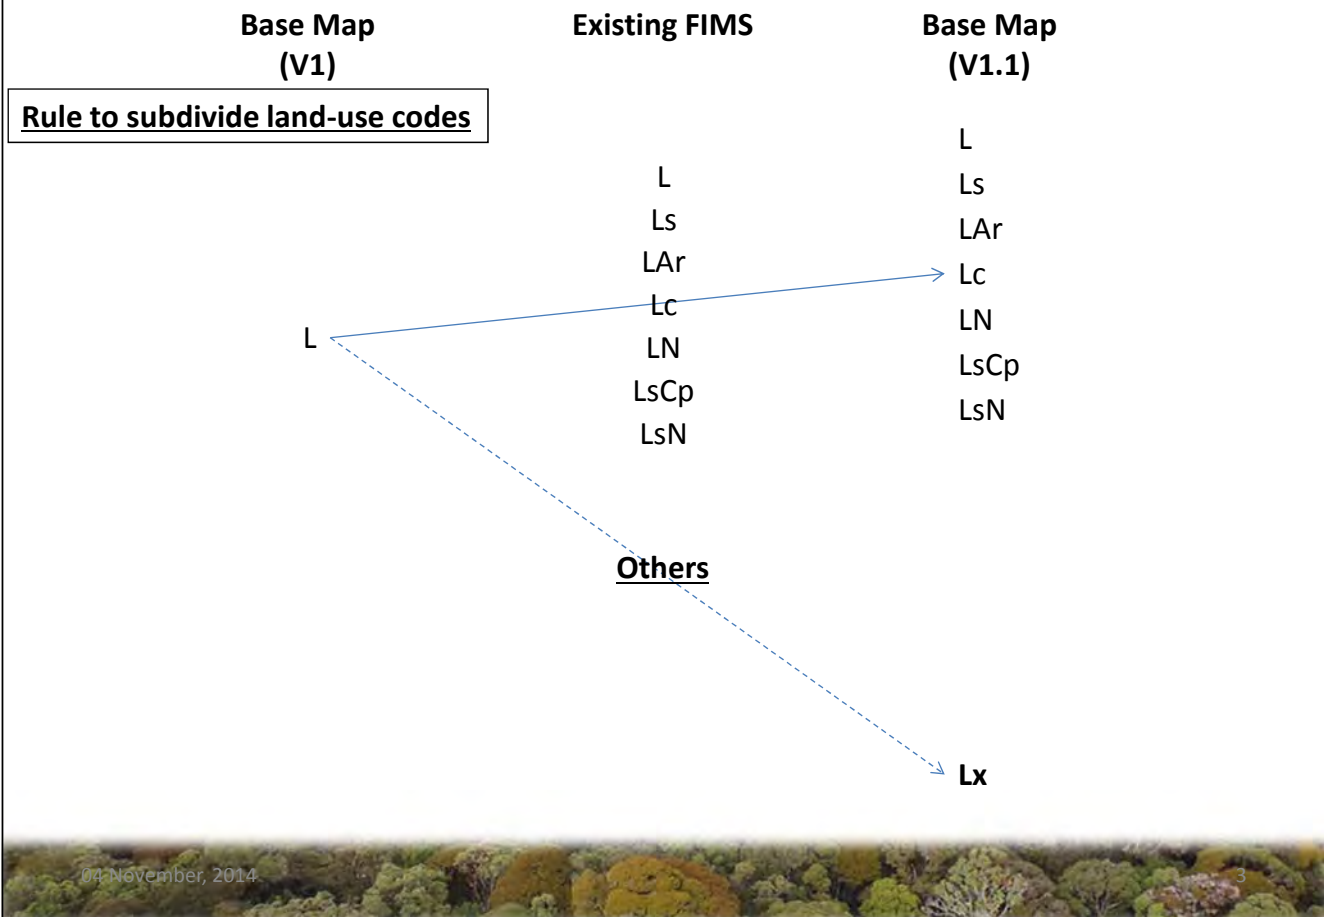 Base Map
(V1)
Existing FIMS
Base Map
(V1.1)
Rule to subdivide land-use codes
L
L
Ls
LAr
Lc
LN
LsCp
LsN
Others
L
Ls
LAr
Lc
LN
LsCp
LsN
Lx
04 November, 2014
3